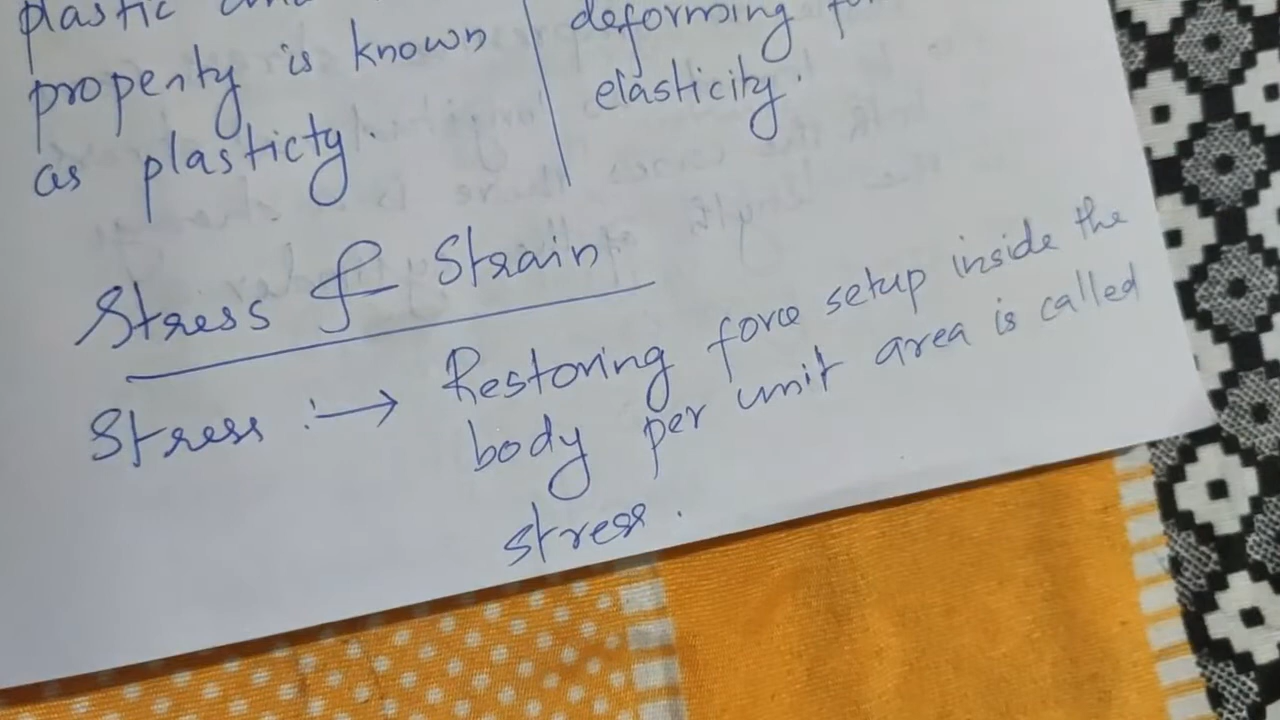 plastic
property is known
as plasticty.
deforming
elasticity.
Stress & Strain
Stress :→ Restoring force setup inside the
body per unit area is called
stress.